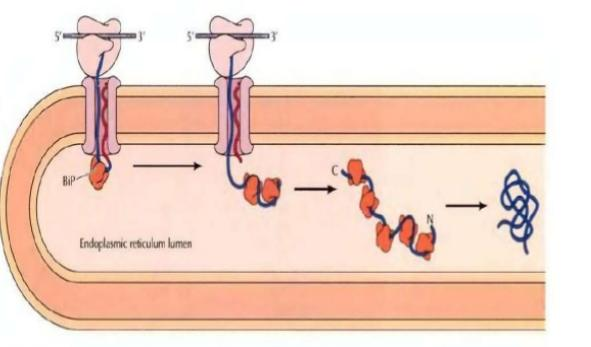 5' 3'
5' 3'
BiP
C
N
Endoplasmic reticulum lumen